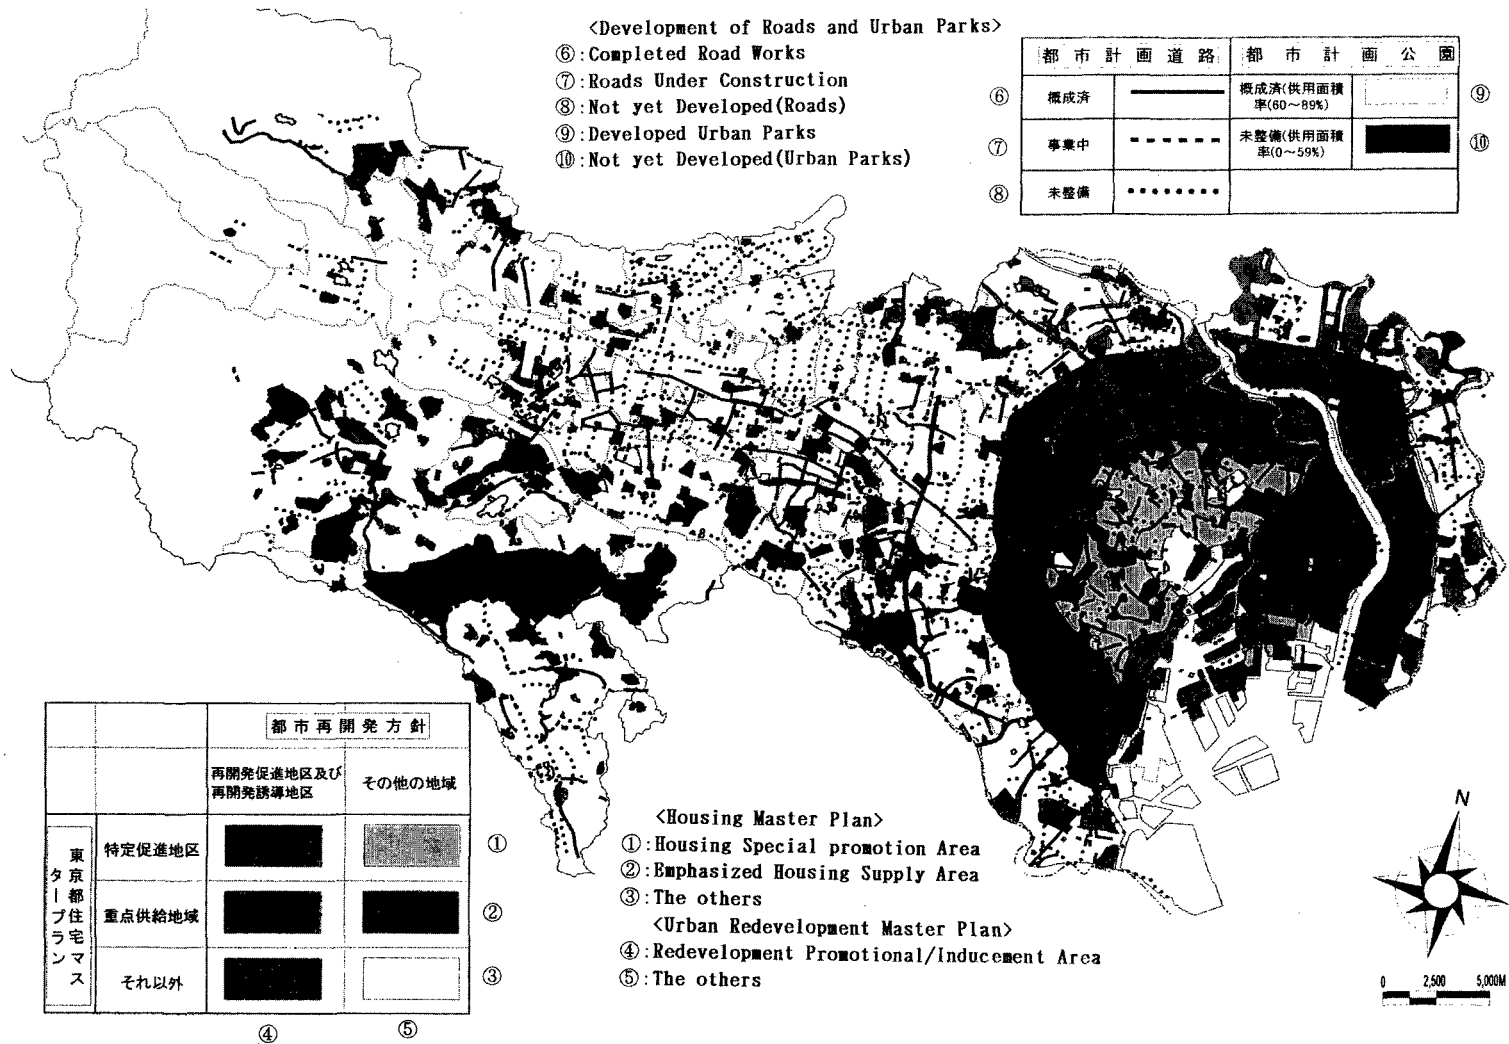 <Development of Roads and Urban Parks>
⑥:Completed Road Works
⑦:Roads Under Construction
⑧:Not yet Developed(Roads)
⑨:Developed Urban Parks
⑩:Not yet Developed(Urban Parks)
都市計画道路 都市計画公園
⑥ 概成済 概成済(供用面積
率(60～89%) ⑨
⑦ 事業中 未整備(供用面積
率(0～59%) ⑩
⑧ 未整備
都市再開発方針
再開発促進地区及び
再開発誘導地区
その他の地域
東京都住宅マス
タープラン
特定促進地区 ①
重点供給地域 ②
それ以外 ③
④ ⑤
<Housing Master Plan>
①:Housing Special promotion Area
②:Emphasized Housing Supply Area
③:The others
<Urban Redevelopment Master Plan>
④:Redevelopment Promotional/Inducement Area
⑤:The others
N
0 2,500 5,000M